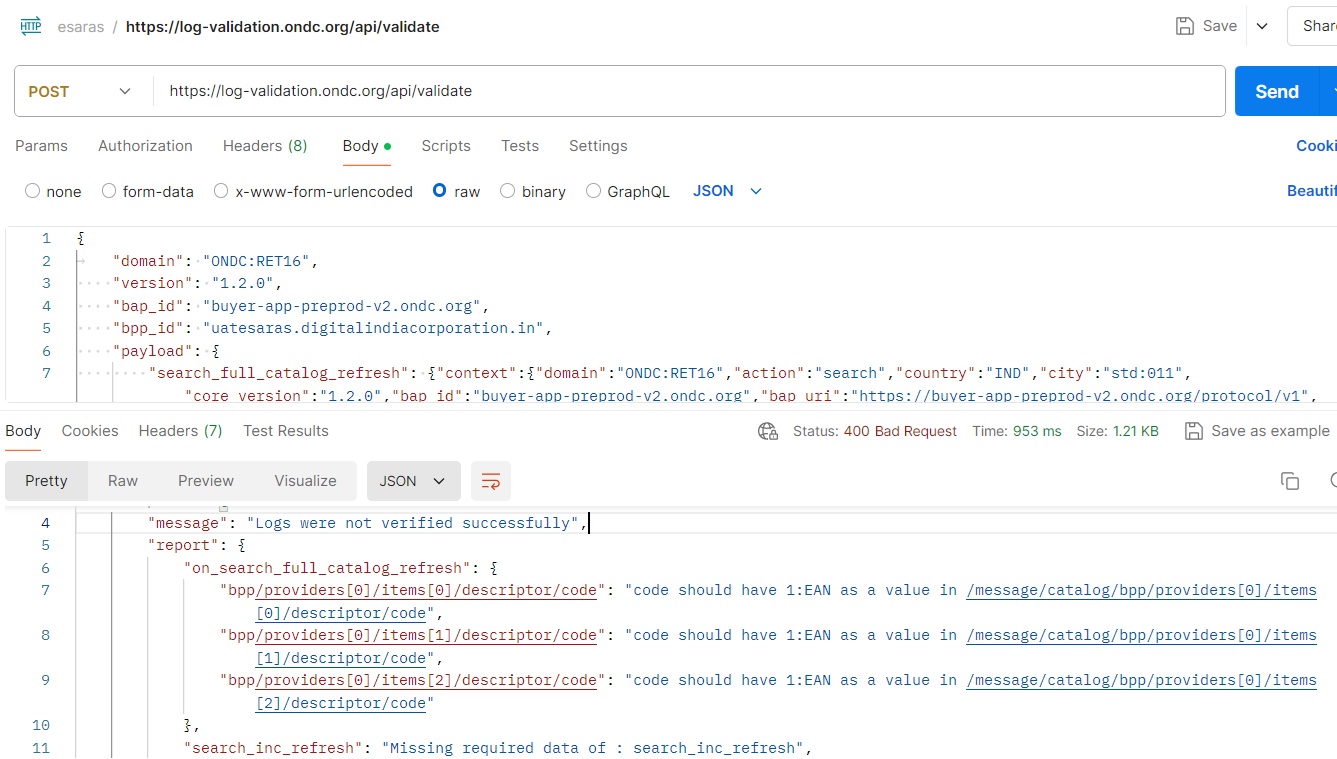 HTTP esaras / https://log-validation.ondc.org/api/validate Save
POST https://log-validation.ondc.org/api/validate Send
Params Authorization Headers (8) Body Scripts Tests Settings
none form-data x-www-form-urlencoded raw binary GraphQL JSON
1 {
2 "domain": "ONDC:RET16",
3 "version": "1.2.0",
4 "bap_id": "buyer-app-preprod-v2.ondc.org",
5 "bpp_id": "uatesaras.digitalindiacorporation.in",
6 "payload": {
7 "search_full_catalog_refresh": {"context":{"domain":"ONDC:RET16","action":"search","country":"IND","city":"std:011",
"core_version":"1.2.0","bap_id":"buyer-app-preprod-v2.ondc.org","bap_uri":"https://buyer-app-preprod-v2.ondc.org/protocol/v1",
Body Cookies Headers (7) Test Results Status: 400 Bad Request Time: 953 ms Size: 1.21 KB Save as example
Pretty Raw Preview Visualize JSON
4 "message": "Logs were not verified successfully",
5 "report": {
6 "on_search_full_catalog_refresh": {
7 "bpp/providers[0]/items[0]/descriptor/code": "code should have 1:EAN as a value in /message/catalog/bpp/providers[0]/items
[0]/descriptor/code",
8 "bpp/providers[0]/items[1]/descriptor/code": "code should have 1:EAN as a value in /message/catalog/bpp/providers[0]/items
[1]/descriptor/code",
9 "bpp/providers[0]/items[2]/descriptor/code": "code should have 1:EAN as a value in /message/catalog/bpp/providers[0]/items
[2]/descriptor/code"
10 },
11 "search_inc_refresh": "Missing required data of : search_inc_refresh",